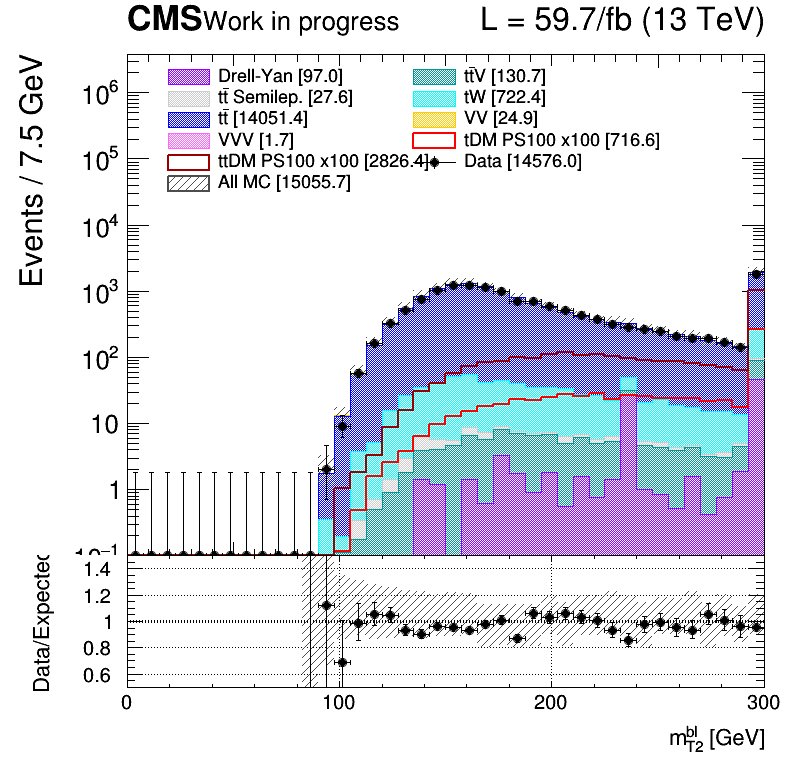 CMS Work in progress L = 59.7/fb (13 TeV)
Events / 7.5 GeV
Drell-Yan [97.0] tt̄V [130.7]
tt̄ Semilep. [27.6] tW [722.4]
tt̄ [14051.4] VV [24.9]
VVV [1.7] tDM PS100 x100 [716.6]
ttDM PS100 x100 [2826.4] Data [14576.0]
All MC [15055.7]
10⁶
10⁵
10⁴
10³
10²
10
1
10⁻¹
Data/Expected
1.4
1.2
1
0.8
0.6
0 100 200 300
m_{T2}^{bl} [GeV]